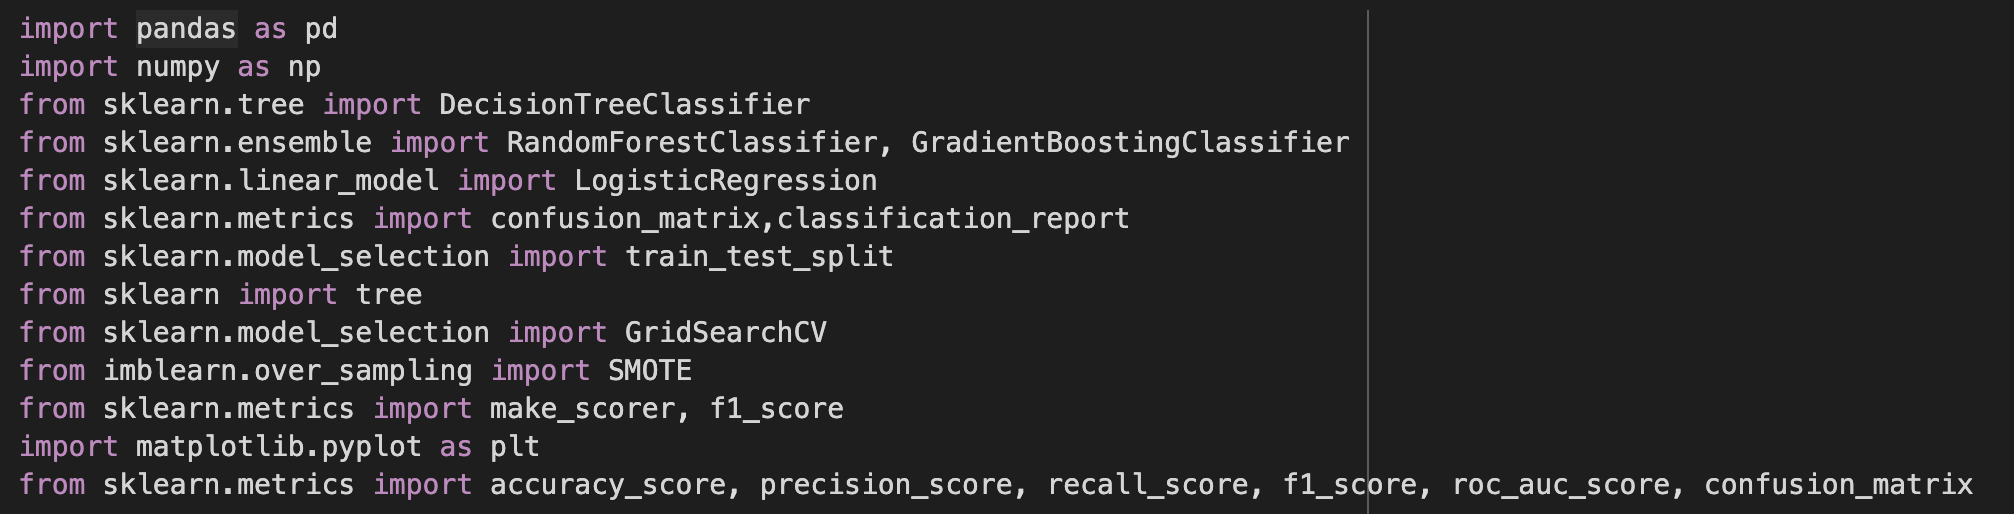 import pandas as pd
import numpy as np
from sklearn.tree import DecisionTreeClassifier
from sklearn.ensemble import RandomForestClassifier, GradientBoostingClassifier
from sklearn.linear_model import LogisticRegression
from sklearn.metrics import confusion_matrix,classification_report
from sklearn.model_selection import train_test_split
from sklearn import tree
from sklearn.model_selection import GridSearchCV
from imblearn.over_sampling import SMOTE
from sklearn.metrics import make_scorer, f1_score
import matplotlib.pyplot as plt
from sklearn.metrics import accuracy_score, precision_score, recall_score, f1_score, roc_auc_score, confusion_matrix